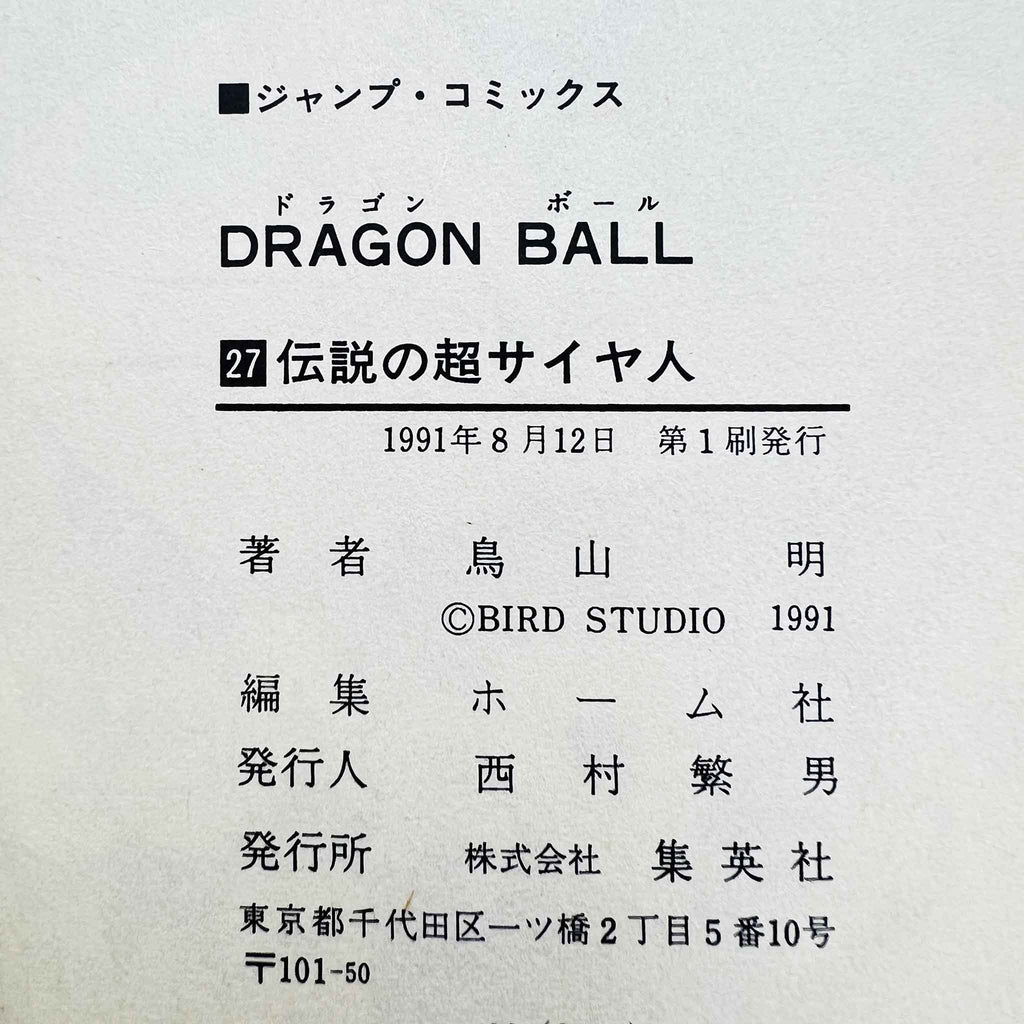 ■ジャンプ・コミックス
ドラゴン ボール
DRAGON BALL
27 伝説の超サイヤ人
1991年8月12日 第1刷発行
著者 鳥山 明
©BIRD STUDIO 1991
編集 ホーム社
発行人 西村繁男
発行所 株式会社 集英社
東京都千代田区一ツ橋2丁目5番10号
〒101-50